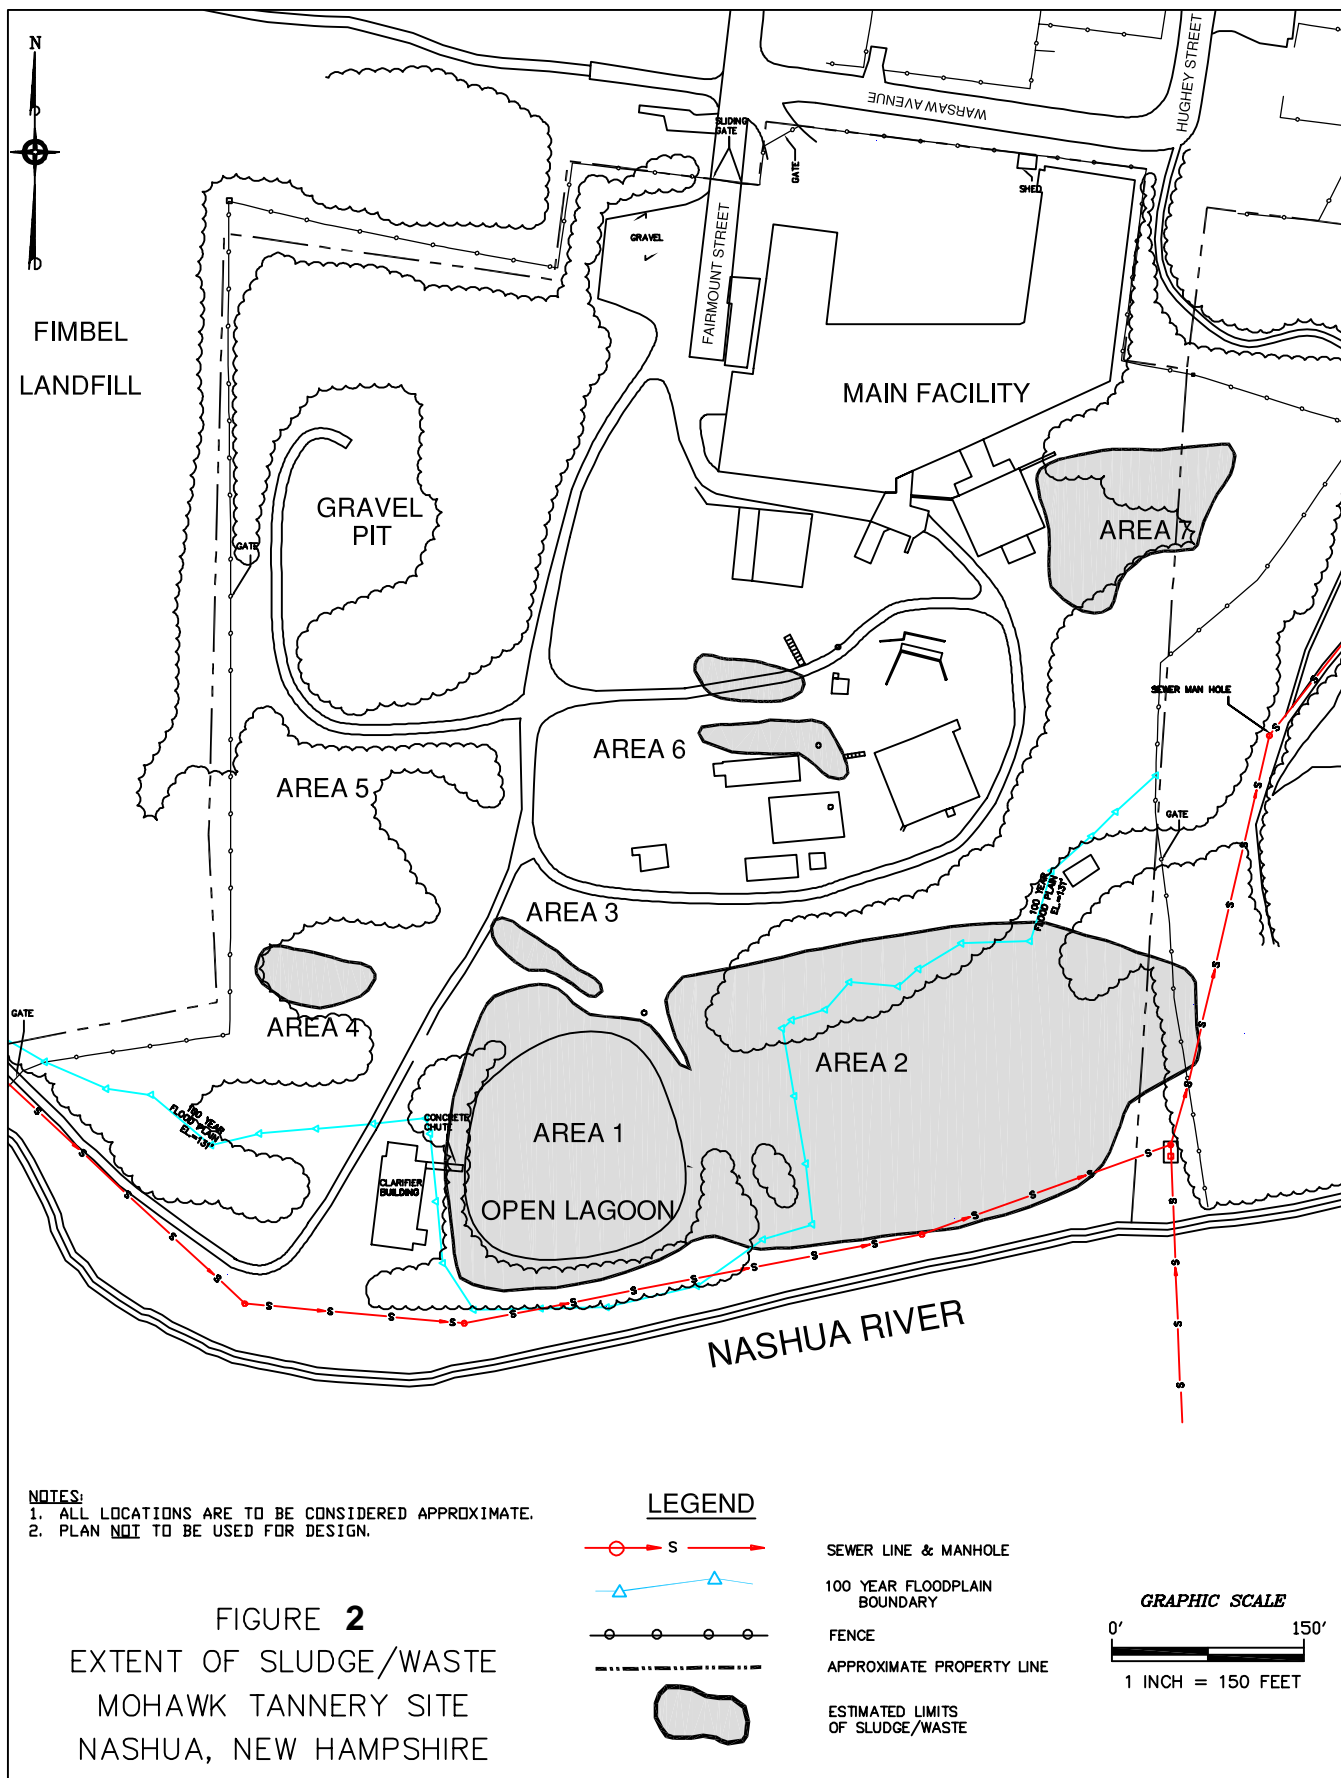 N
WARSAW AVENUE
HUGHEY STREET
SLIDING
GATE
GATE
SHED
GRAVEL
FAIRMOUNT STREET
FIMBEL
LANDFILL
MAIN FACILITY
GRAVEL
PIT
GATE
AREA 7
SEWER MAN HOLE
AREA 6
AREA 5
GATE
100 YEAR
FLOOD PLAIN
EL.=131'
AREA 3
AREA 4
GATE
AREA 2
100 YEAR
FLOOD PLAIN
EL.=131'
CONCRETE
CHUTE
AREA 1
CLARIFIER
BUILDING
OPEN LAGOON
NASHUA RIVER
NOTES:
1. ALL LOCATIONS ARE TO BE CONSIDERED APPROXIMATE.
2. PLAN NOT TO BE USED FOR DESIGN.
LEGEND
S
SEWER LINE & MANHOLE
100 YEAR FLOODPLAIN
BOUNDARY
FENCE
APPROXIMATE PROPERTY LINE
ESTIMATED LIMITS
OF SLUDGE/WASTE
GRAPHIC SCALE
0' 150'
1 INCH = 150 FEET
FIGURE 2
EXTENT OF SLUDGE/WASTE
MOHAWK TANNERY SITE
NASHUA, NEW HAMPSHIRE